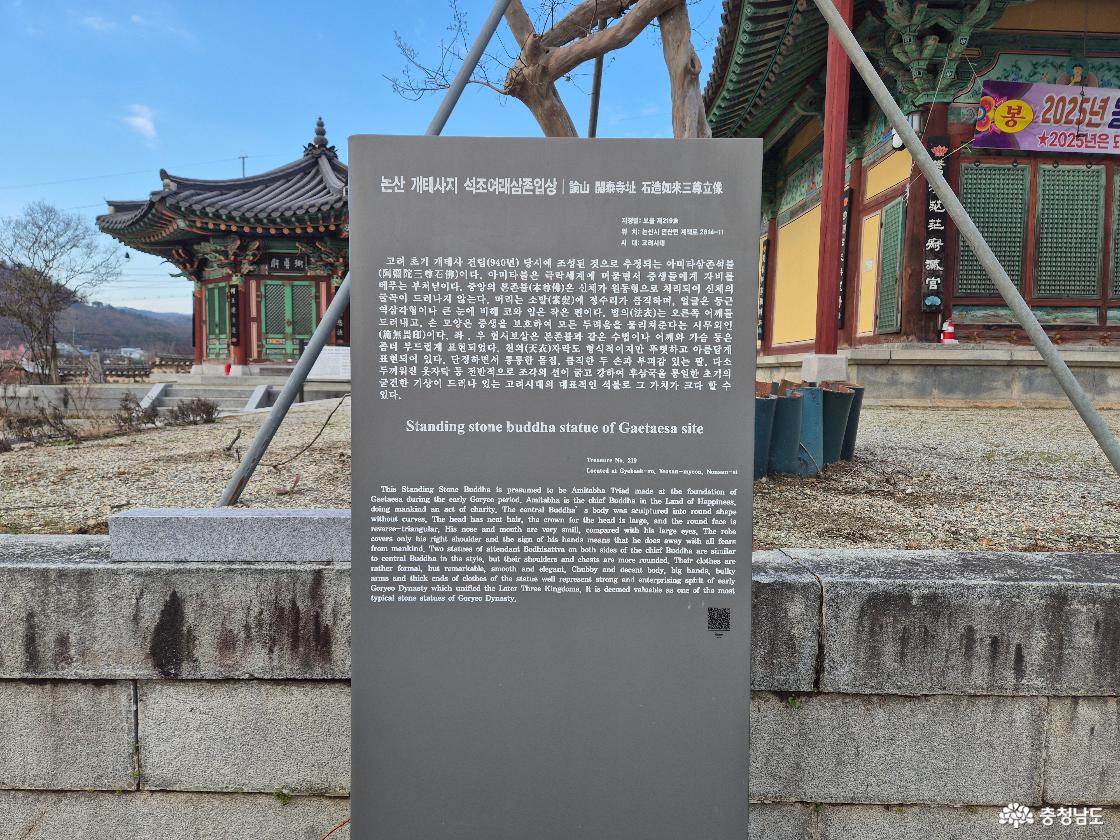 논산 개태사지 석조여래삼존입상 | 論山 開泰寺址 石造如来三尊立像
지정별: 보물 제219호
위 치: 논산시 연산면 계백로 2614-11
시 대: 고려시대
고려 초기 개태사 건립(940년) 당시에 조성된 것으로 추정되는 아미타삼존석불
(阿彌陀三尊石佛)이다. 아미타불은 극락세계에 머물면서 중생들에게 자비를
베푸는 부처님이다. 중앙의 본존불(本尊佛)은 신체가 원통형으로 처리되어 신체의
굴곡이 드러나지 않는다. 머리는 소발(素髮)에 정수리가 큼직하며, 얼굴은 둥근
역삼각형이나 큰 눈에 비해 코와 입은 작은 편이다. 법의(法衣)는 오른쪽 어깨를
드러내고, 손 모양은 중생을 보호하여 모든 두려움을 물리쳐준다는 시무외인
(施無畏印)이다. 좌, 우 협시보살은 본존불과 같은 수법이나 어깨와 가슴 등은
좀더 부드럽게 표현되었다. 천의(天衣)자락도 형식적이지만 뚜렷하고 아름답게
표현되어 있다. 단정하면서 통통한 몸집, 큼직한 두 손과 부피감 있는 팔, 다소
두꺼워진 옷자락 등 전반적으로 조각의 선이 굵고 강하여 후삼국을 통일한 초기의
굳건한 기상이 드러나 있는 고려시대의 대표적인 석불로 그 가치가 크다 할 수
있다.
Standing stone buddha statue of Gaetaesa site
Treasure No. 219
Located at Gyebaek-ro, Yeonsan-myeon, Nonsan-si
This Standing Stone Buddha is presumed to be Amitabha Triad made at the foundation of
Gaetaesa during the early Goryeo period. Amitabha is the chief Buddha in the Land of Happiness,
doing mankind an act of charity. The central Buddha's body was sculptured into round shape
without curves. The head has neat hair, the crown for the head is large, and the round face is
reverse-triangular. His nose and mouth are very small, compared with his large eyes. The robe
covers only his right shoulder and the sign of his hands means that he does away with all fears
from mankind. Two statues of attendant Bodhisattva on both sides of the chief Buddha are similar
to central Buddha in the style, but their shoulders and chests are more rounded. Their clothes are
rather formal, but remarkable, smooth and elegant. Chubby and decent body, big hands, bulky
arms and thick ends of clothes of the statue well represent strong and enterprising spirit of early
Goryeo Dynasty which unified the Later Three Kingdoms. It is deemed valuable as one of the most
typical stone statues of Goryeo Dynasty.
봉 2025년
★2025년은
충청남도